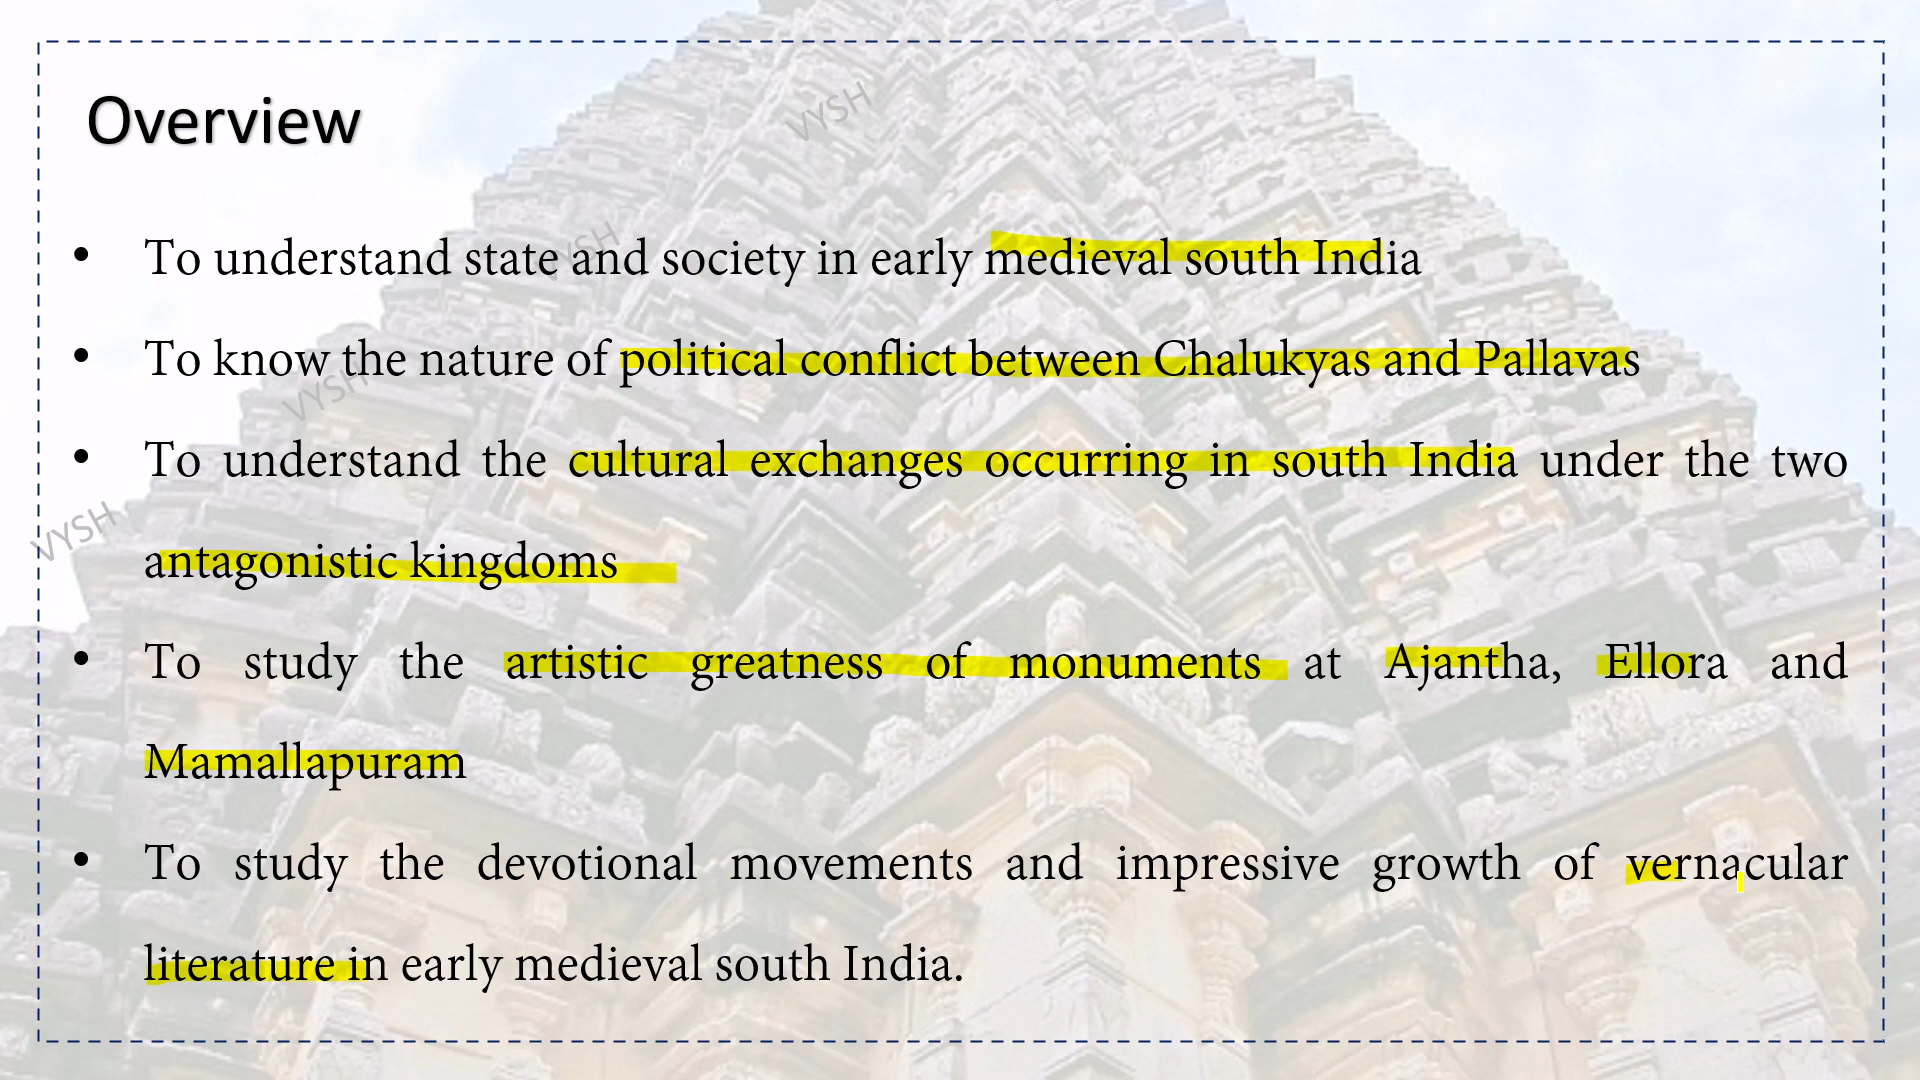 Overview
• To understand state and society in early medieval south India
• To know the nature of political conflict between Chalukyas and Pallavas
• To understand the cultural exchanges occurring in south India under the two
antagonistic kingdoms
• To study the artistic greatness of monuments at Ajantha, Ellora and
Mamallapuram
• To study the devotional movements and impressive growth of vernacular
literature in early medieval south India.
VYSH
VYSH
VYSH
VYSH